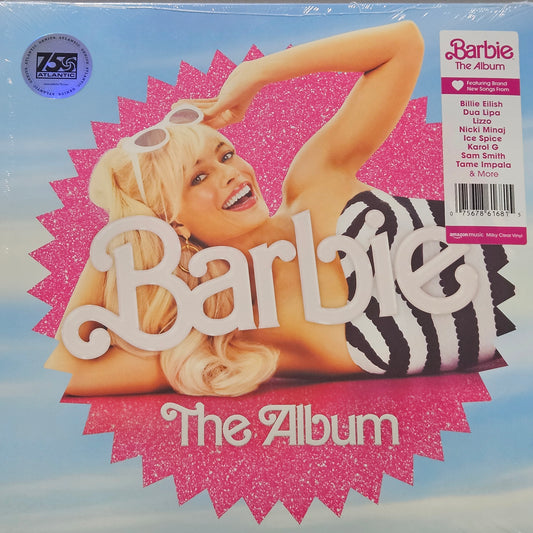 75
ATLANTIC
Barbie
The Album
Barbie
The Album
Featuring Brand
New Songs From
Billie Eilish
Dua Lipa
Lizzo
Nicki Minaj
Ice Spice
Karol G
Sam Smith
Tame Impala
& More
0 75678 61681 5
amazon music Milky Clear Vinyl